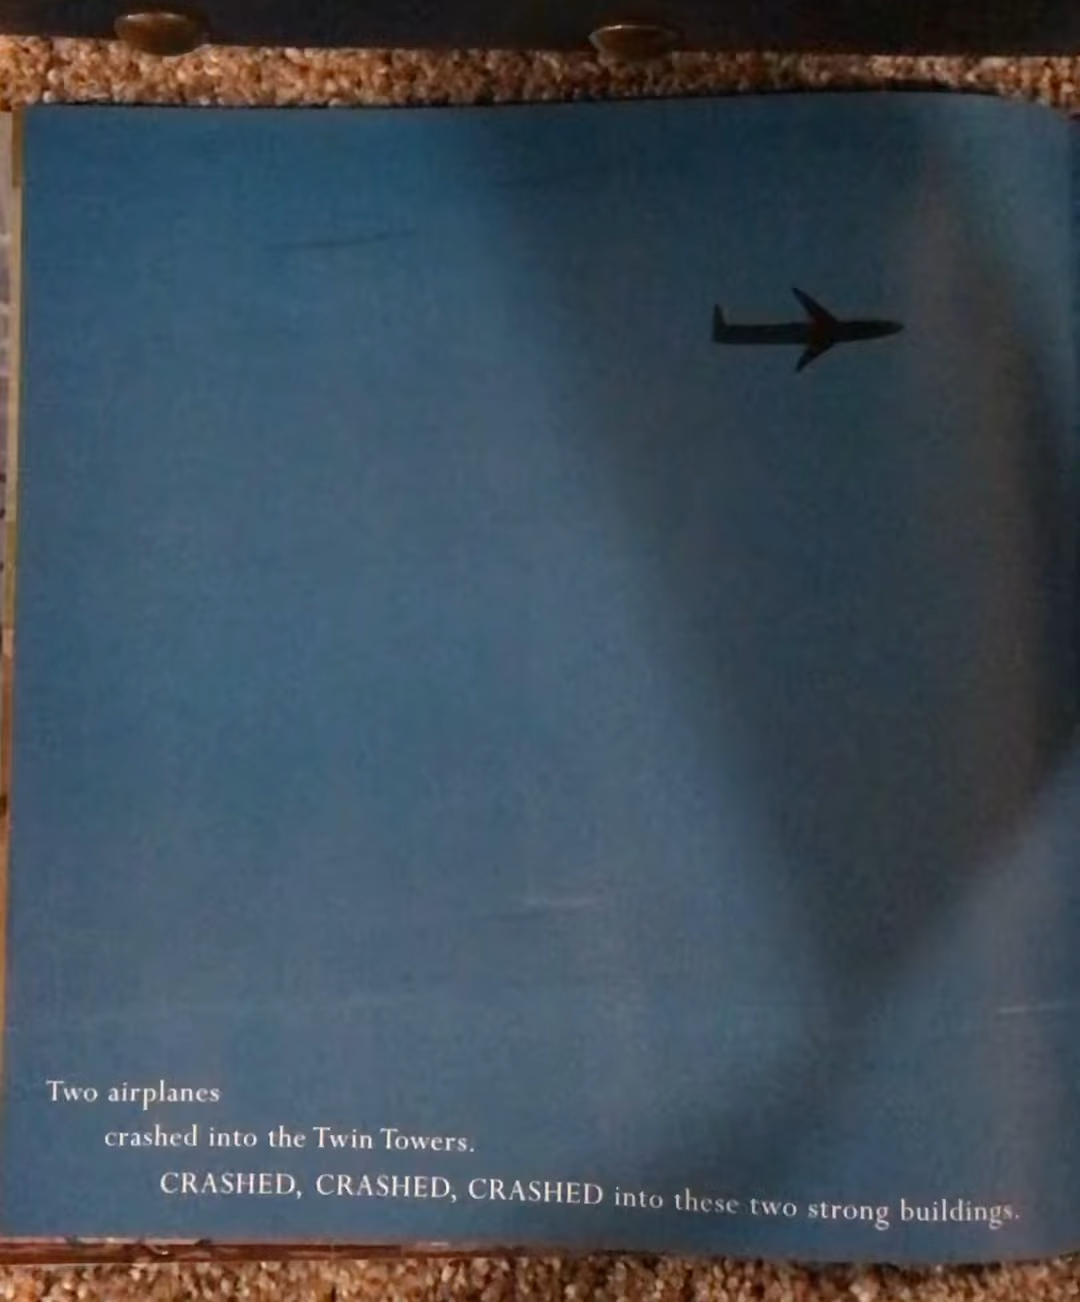 Two airplanes
crashed into the Twin Towers.
CRASHED, CRASHED, CRASHED into these two strong buildings.